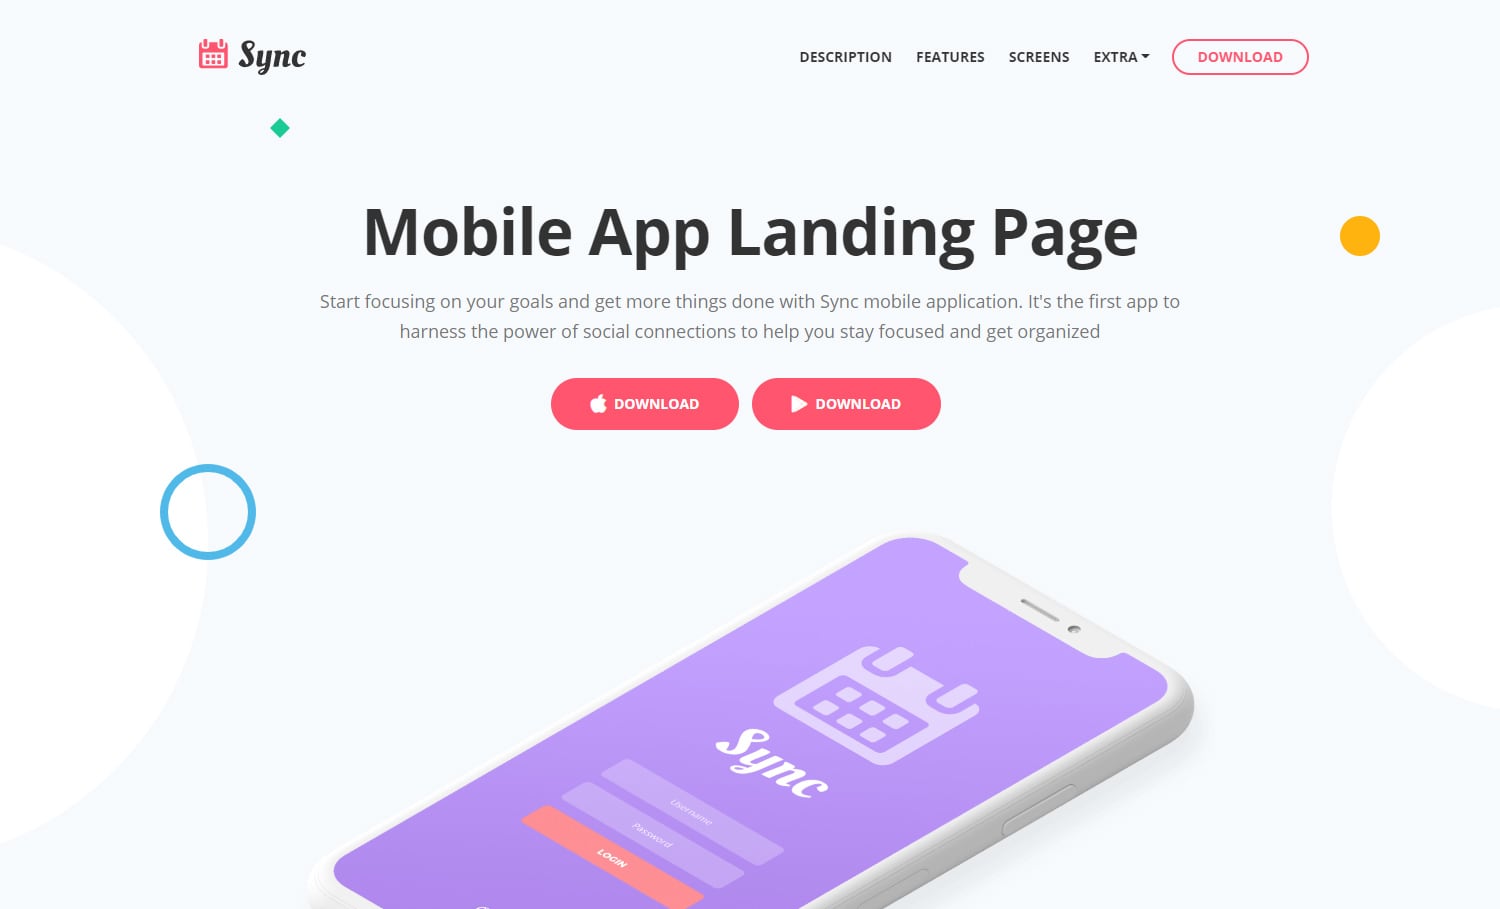 Sync
DESCRIPTION FEATURES SCREENS EXTRA DOWNLOAD
Mobile App Landing Page
Start focusing on your goals and get more things done with Sync mobile application. It's the first app to
harness the power of social connections to help you stay focused and get organized
DOWNLOAD DOWNLOAD
Sync
Username
Password
LOGIN